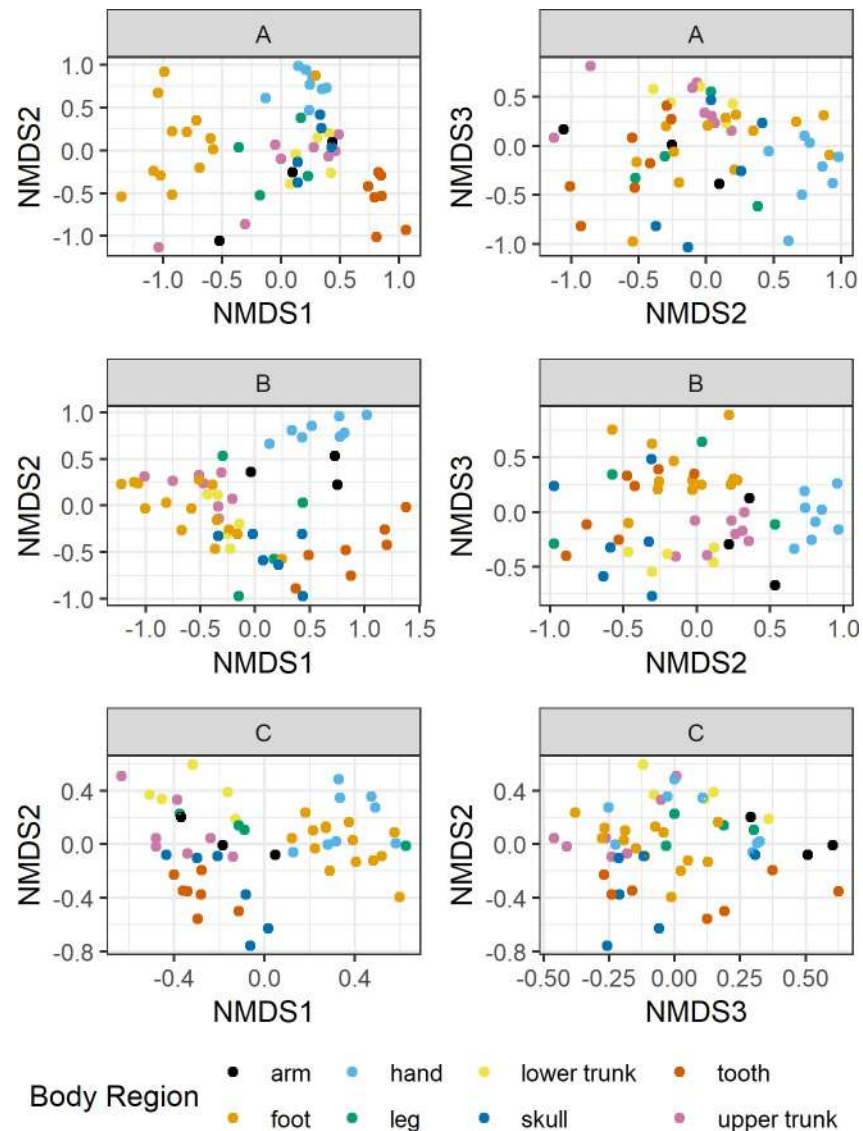 A A
1.0
0.5
0.0
-0.5
-1.0
NMDS2
-1.0 -0.5 0.0 0.5 1.0
NMDS1
0.5
0.0
-0.5
-1.0
NMDS3
-1.0 -0.5 0.0 0.5 1.0
NMDS2
B B
1.0
0.5
0.0
-0.5
-1.0
NMDS2
-1.0 -0.5 0.0 0.5 1.0 1.5
NMDS1
0.5
0.0
-0.5
NMDS3
-1.0 -0.5 0.0 0.5 1.0
NMDS2
C C
0.4
0.0
-0.4
-0.8
NMDS2
-0.4 0.0 0.4
NMDS1
0.4
0.0
-0.4
-0.8
NMDS2
-0.50 -0.25 0.00 0.25 0.50
NMDS3
Body Region
arm hand lower trunk tooth
foot leg skull upper trunk